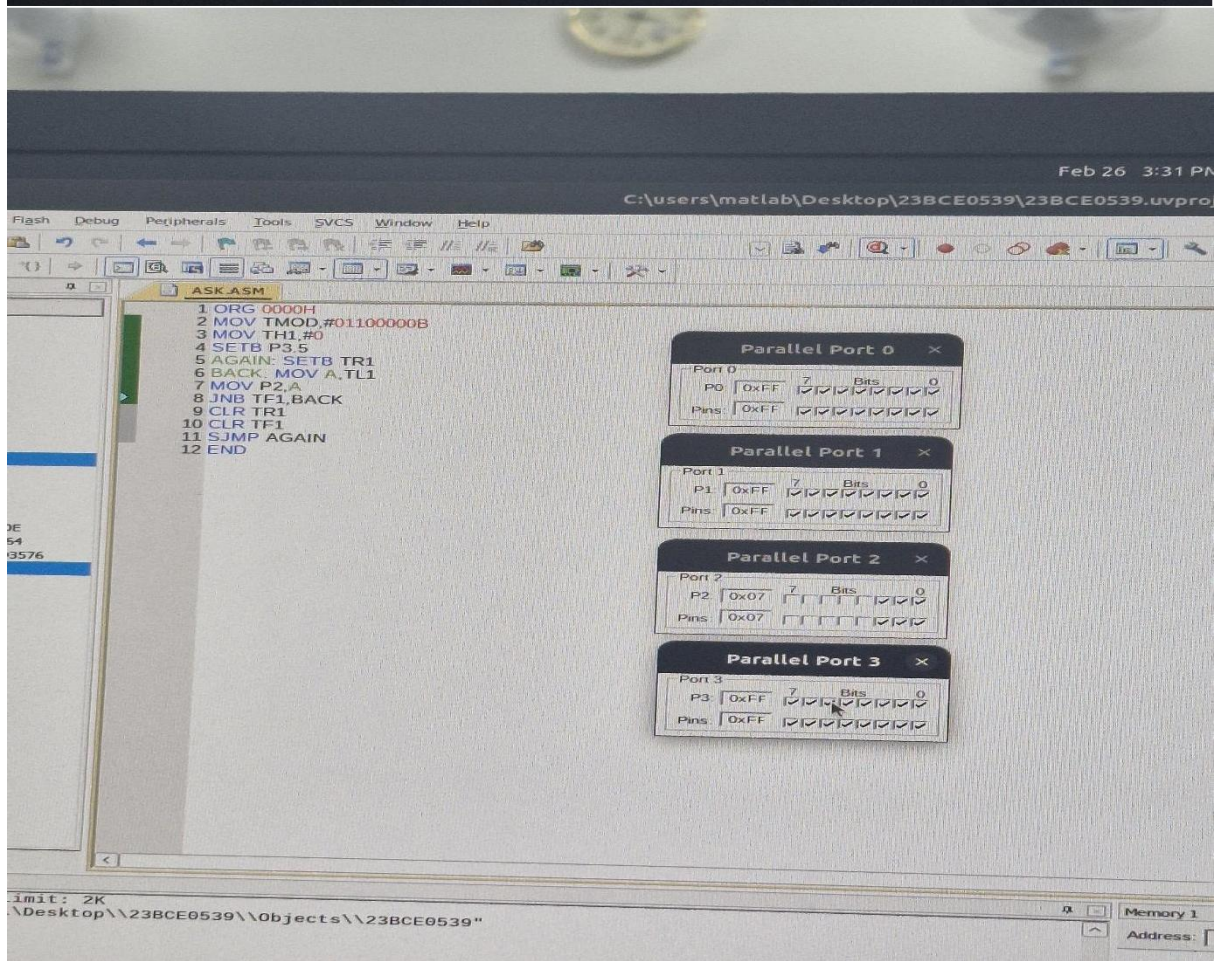 Feb 26 3:31 PM
C:\users\matlab\Desktop\23BCE0539\23BCE0539.uvproj
Flash Debug Peripherals Tools SVCS Window Help
ASK.ASM
1 ORG 0000H
2 MOV TMOD,#01100000B
3 MOV TH1,#0
4 SETB P3.5
5 AGAIN: SETB TR1
6 BACK: MOV A,TL1
7 MOV P2,A
8 JNB TF1,BACK
9 CLR TR1
10 CLR TF1
11 SJMP AGAIN
12 END
Parallel Port 0
Port 0
7 Bits 0
P0 0xFF
Pins: 0xFF
Parallel Port 1
Port 1
7 Bits 0
P1: 0xFF
Pins: 0xFF
Parallel Port 2
Port 2
7 Bits 0
P2: 0x07
Pins: 0x07
Parallel Port 3
Port 3
7 Bits 0
P3: 0xFF
Pins: 0xFF
DE
54
93576
imit: 2K
\Desktop\\23BCE0539\\Objects\\23BCE0539"
Memory 1
Address: